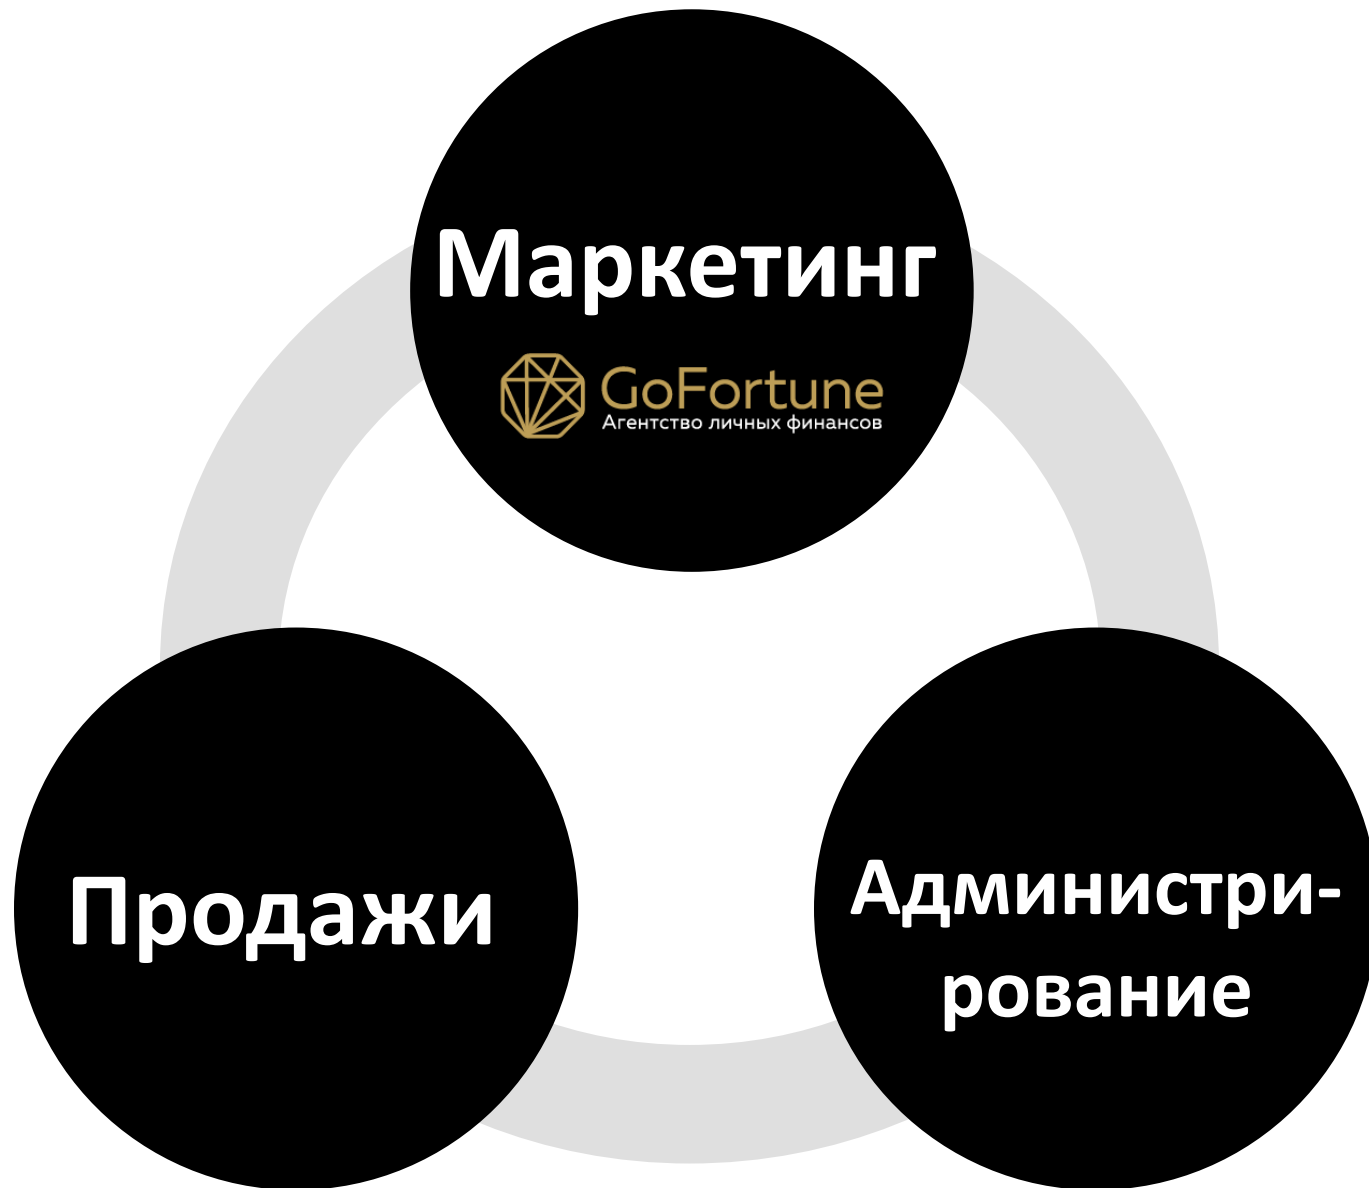 Маркетинг
GoFortune
Агентство личных финансов
Продажи
Администри-
рование